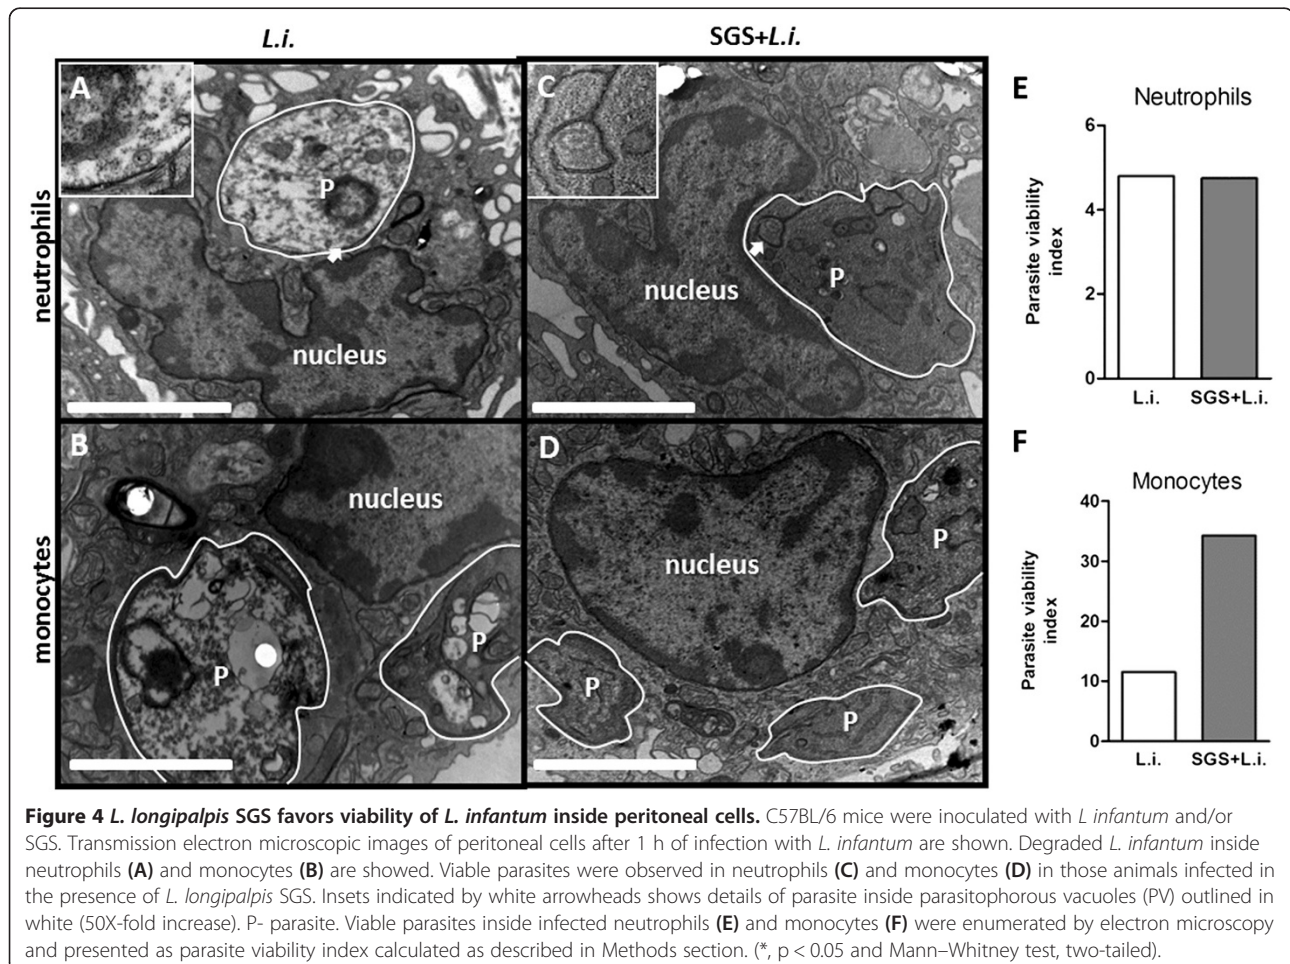 L.i.
SGS+L.i.
neutrophils
A
P
nucleus
C
nucleus
P
monocytes
B
nucleus
P
P
D
nucleus
P
P
P
E
Neutrophils
Parasite viability
index
6
4
2
0
L.i.
SGS+L.i.
F
Monocytes
Parasite viability
index
40
30
20
10
0
L.i.
SGS+L.i.
Figure 4 L. longipalpis SGS favors viability of L. infantum inside peritoneal cells. C57BL/6 mice were inoculated with L infantum and/or
SGS. Transmission electron microscopic images of peritoneal cells after 1 h of infection with L. infantum are shown. Degraded L. infantum inside
neutrophils (A) and monocytes (B) are showed. Viable parasites were observed in neutrophils (C) and monocytes (D) in those animals infected in
the presence of L. longipalpis SGS. Insets indicated by white arrowheads shows details of parasite inside parasitophorous vacuoles (PV) outlined in
white (50X-fold increase). P- parasite. Viable parasites inside infected neutrophils (E) and monocytes (F) were enumerated by electron microscopy
and presented as parasite viability index calculated as described in Methods section. (*, p < 0.05 and Mann–Whitney test, two-tailed).